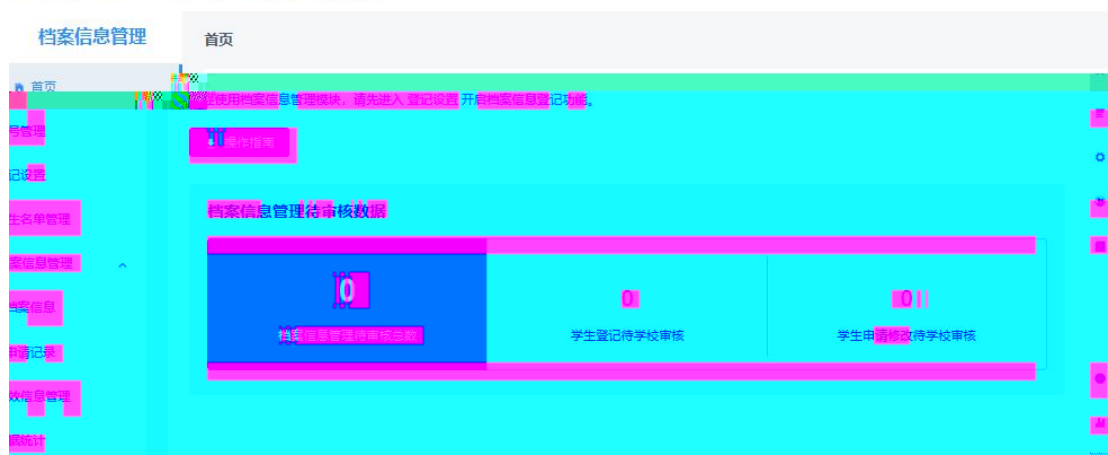 档案信息管理
首页
首页
使用档案信息管理模块，请先进入 登记设置 开启档案信息登记功能。
号管理
操作指南
记设置
档案信息管理待审核数据
生名单管理
案信息管理
0
0
0
档案信息管理待审核总数
学生登记待学校审核
学生申请修改待学校审核
档案信息
申请记录
效信息管理
据统计